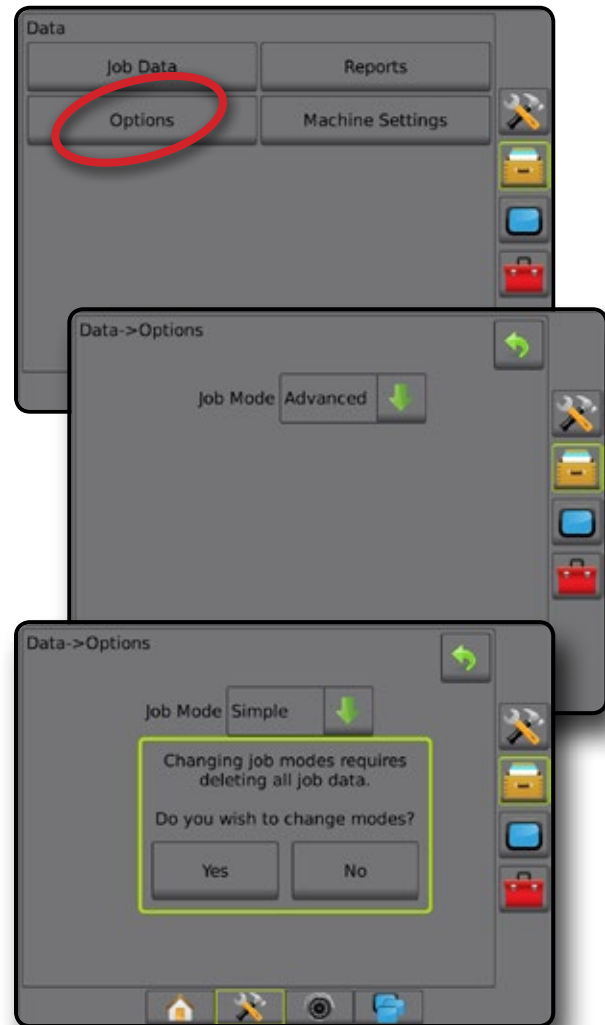 Data
Job Data Reports
Options Machine Settings
Data->Options
Job Mode Advanced
Data->Options
Job Mode Simple
Changing job modes requires
deleting all job data.
Do you wish to change modes?
Yes No